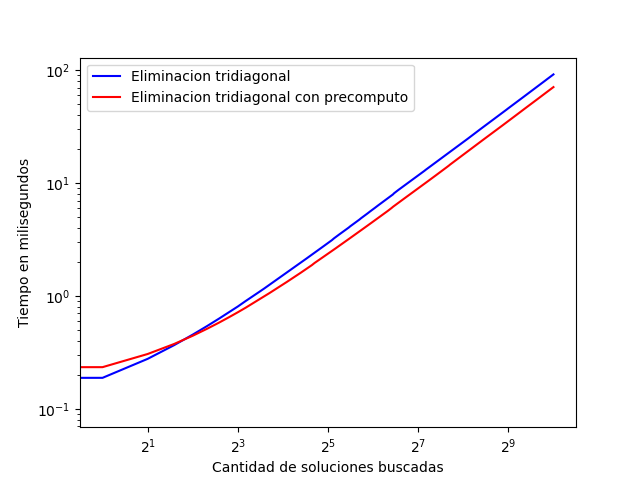 Eliminacion tridiagonal
Eliminacion tridiagonal con precomputo
10^2
10^1
10^0
10^-1
Tiempo en milisegundos
2^1
2^3
2^5
2^7
2^9
Cantidad de soluciones buscadas